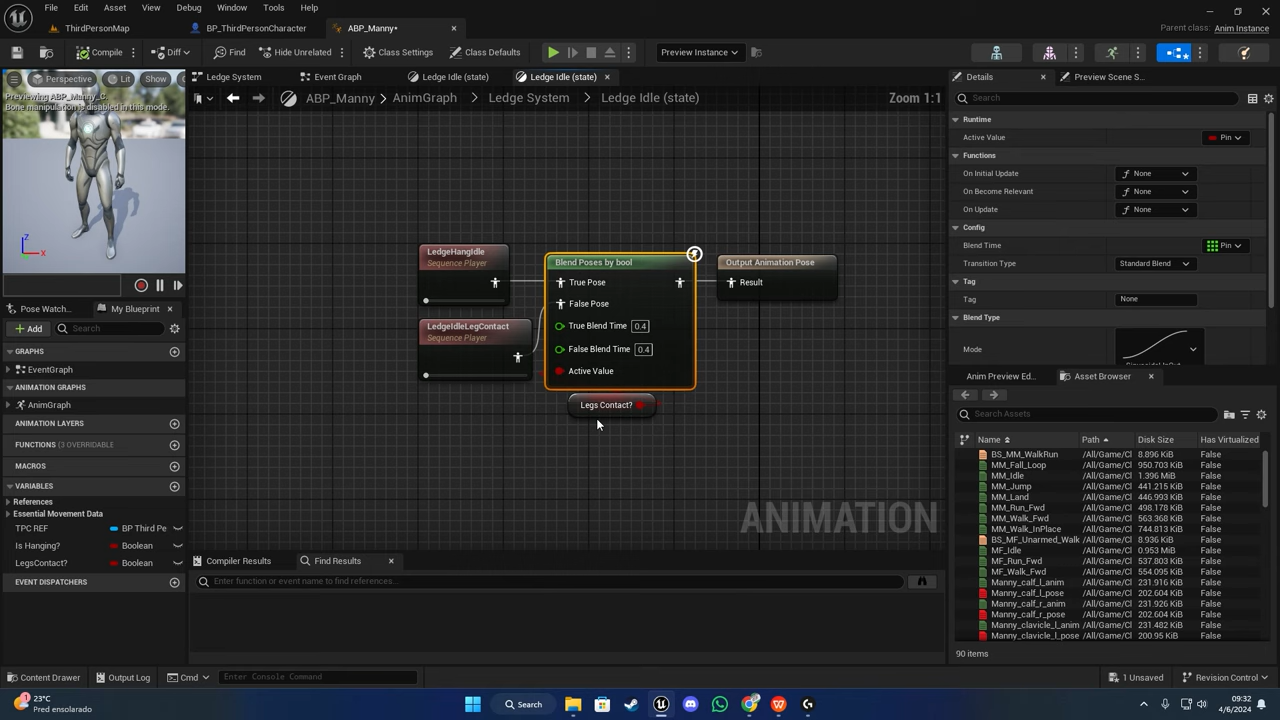 File Edit Asset View Debug Window Tools Help
ThirdPersonMap BP_ThirdPersonCharacter ABP_Manny* Parent class: Anim Instance
Compile Diff Find Hide Unrelated Class Settings Class Defaults Preview Instance
Perspective Lit Show Ledge System Event Graph Ledge Idle (state) Ledge Idle (state) Details Preview Scene S...
Previewing ABP_Manny_C
Bone manipulation is disabled in this mode.
ABP_Manny > AnimGraph > Ledge System > Ledge Idle (state) Zoom 1:1
Search
Runtime
Active Value Pin
Functions
On Initial Update None
On Become Relevant None
On Update None
Config
Blend Time Pin
Transition Type Standard Blend
Tag
Tag None
Blend Type
Mode
Z X
LedgeHangIdle
Sequence Player
LedgeIdleLegContact
Sequence Player
Blend Poses by bool
True Pose
False Pose
True Blend Time 0.4
False Blend Time 0.4
Active Value
Legs Contact?
Output Animation Pose
Result
ANIMATION
Pose Watch... My Blueprint
Add Search
GRAPHS
EventGraph
ANIMATION GRAPHS
AnimGraph
ANIMATION LAYERS
FUNCTIONS (3 OVERRIDABLE
MACROS
VARIABLES
References
Essential Movement Data
TPC REF BP Third Pe
Is Hanging? Boolean
LegsContact? Boolean
EVENT DISPATCHERS
Compiler Results Find Results
Enter function or event name to find references...
Anim Preview Ed... Asset Browser
Search Assets
Name Path Disk Size Has Virtualized
BS_MM_WalkRun /All/Game/Cl 8.896 KiB False
MM_Fall_Loop /All/Game/Cl 950.703 KiB False
MM_Idle /All/Game/Cl 1.396 MiB False
MM_Jump /All/Game/Cl 441.215 KiB False
MM_Land /All/Game/Cl 446.993 KiB False
MM_Run_Fwd /All/Game/Cl 498.178 KiB False
MM_Walk_Fwd /All/Game/Cl 563.368 KiB False
MM_Walk_InPlace /All/Game/Cl 744.813 KiB False
BS_MF_Unarmed_Walk /All/Game/Cl 8.936 KiB False
MF_Idle /All/Game/Cl 0.953 MiB False
MF_Run_Fwd /All/Game/Cl 537.803 KiB False
MF_Walk_Fwd /All/Game/Cl 554.095 KiB False
Manny_calf_l_anim /All/Game/Cl 231.916 KiB False
Manny_calf_l_pose /All/Game/Cl 202.604 KiB False
Manny_calf_r_anim /All/Game/Cl 231.926 KiB False
Manny_calf_r_pose /All/Game/Cl 202.604 KiB False
Manny_clavicle_l_anim /All/Game/Cl 231.482 KiB False
Manny_clavicle_l_pose /All/Game/Cl 200.95 KiB False
90 items
Content Drawer Output Log Cmd Enter Console Command 1 Unsaved Revision Control
23°C
Pred ensolarado
Search
09:32
4/6/2024